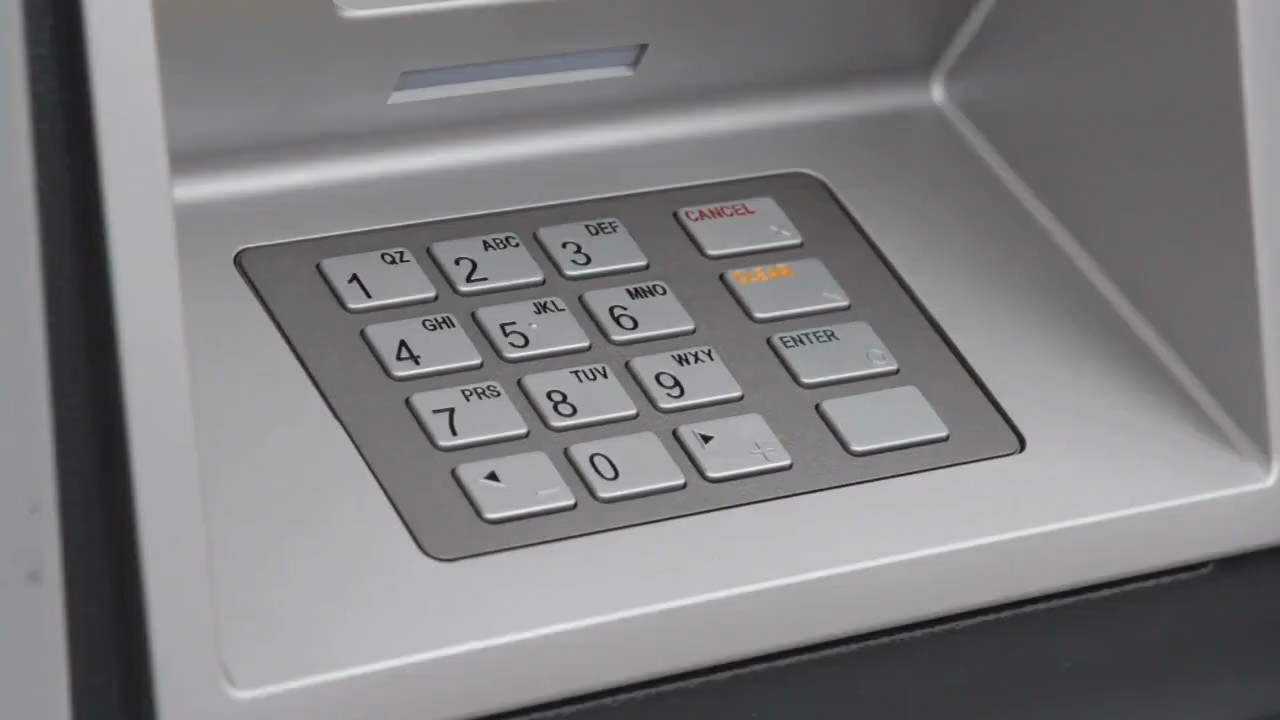 1 QZ
2 ABC
3 DEF
CANCEL
4 GHI
5 JKL
6 MNO
CLEAR
7 PRS
8 TUV
9 WXY
ENTER
0